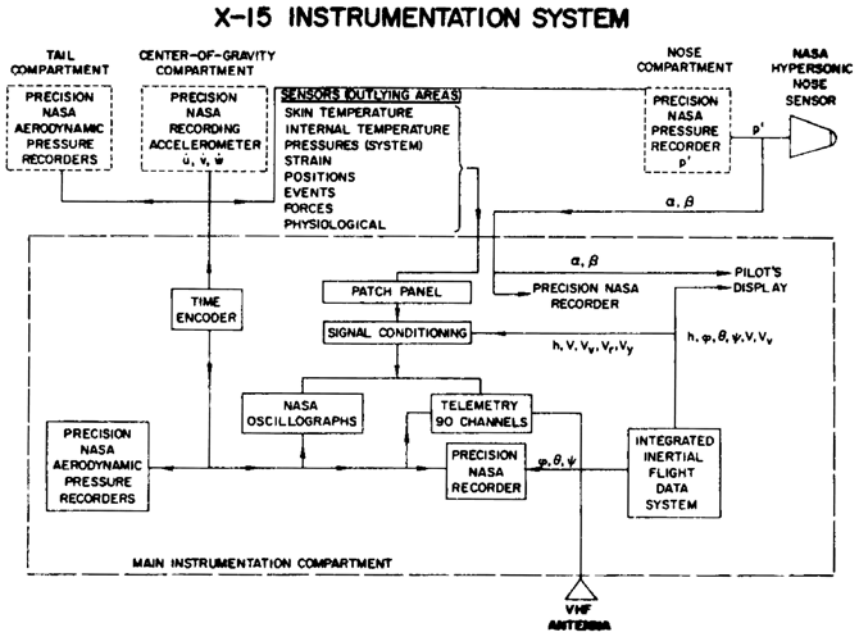 X-15 INSTRUMENTATION SYSTEM
TAIL
COMPARTMENT
CENTER-OF-GRAVITY
COMPARTMENT
NOSE
COMPARTMENT
NASA
HYPERSONIC
NOSE
SENSOR
PRECISION
NASA
AERODYNAMIC
PRESSURE
RECORDERS
PRECISION
NASA
RECORDING
ACCELEROMETER
u̇, v̇, ẇ
SENSORS (OUTLYING AREAS)
SKIN TEMPERATURE
INTERNAL TEMPERATURE
PRESSURES (SYSTEM)
STRAIN
POSITIONS
EVENTS
FORCES
PHYSIOLOGICAL
PRECISION
NASA
PRESSURE
RECORDER
p'
p'
α, β
α, β
PILOT'S
DISPLAY
PRECISION NASA
RECORDER
PATCH PANEL
TIME
ENCODER
SIGNAL CONDITIONING
h, V, Vv, Vr, Vy
h, φ, θ, ψ, V, Vv
NASA
OSCILLOGRAPHS
TELEMETRY
90 CHANNELS
PRECISION
NASA
AERODYNAMIC
PRESSURE
RECORDERS
PRECISION
NASA
RECORDER
φ, θ, ψ
INTEGRATED
INERTIAL
FLIGHT
DATA
SYSTEM
MAIN INSTRUMENTATION COMPARTMENT
VHF
ANTENNA